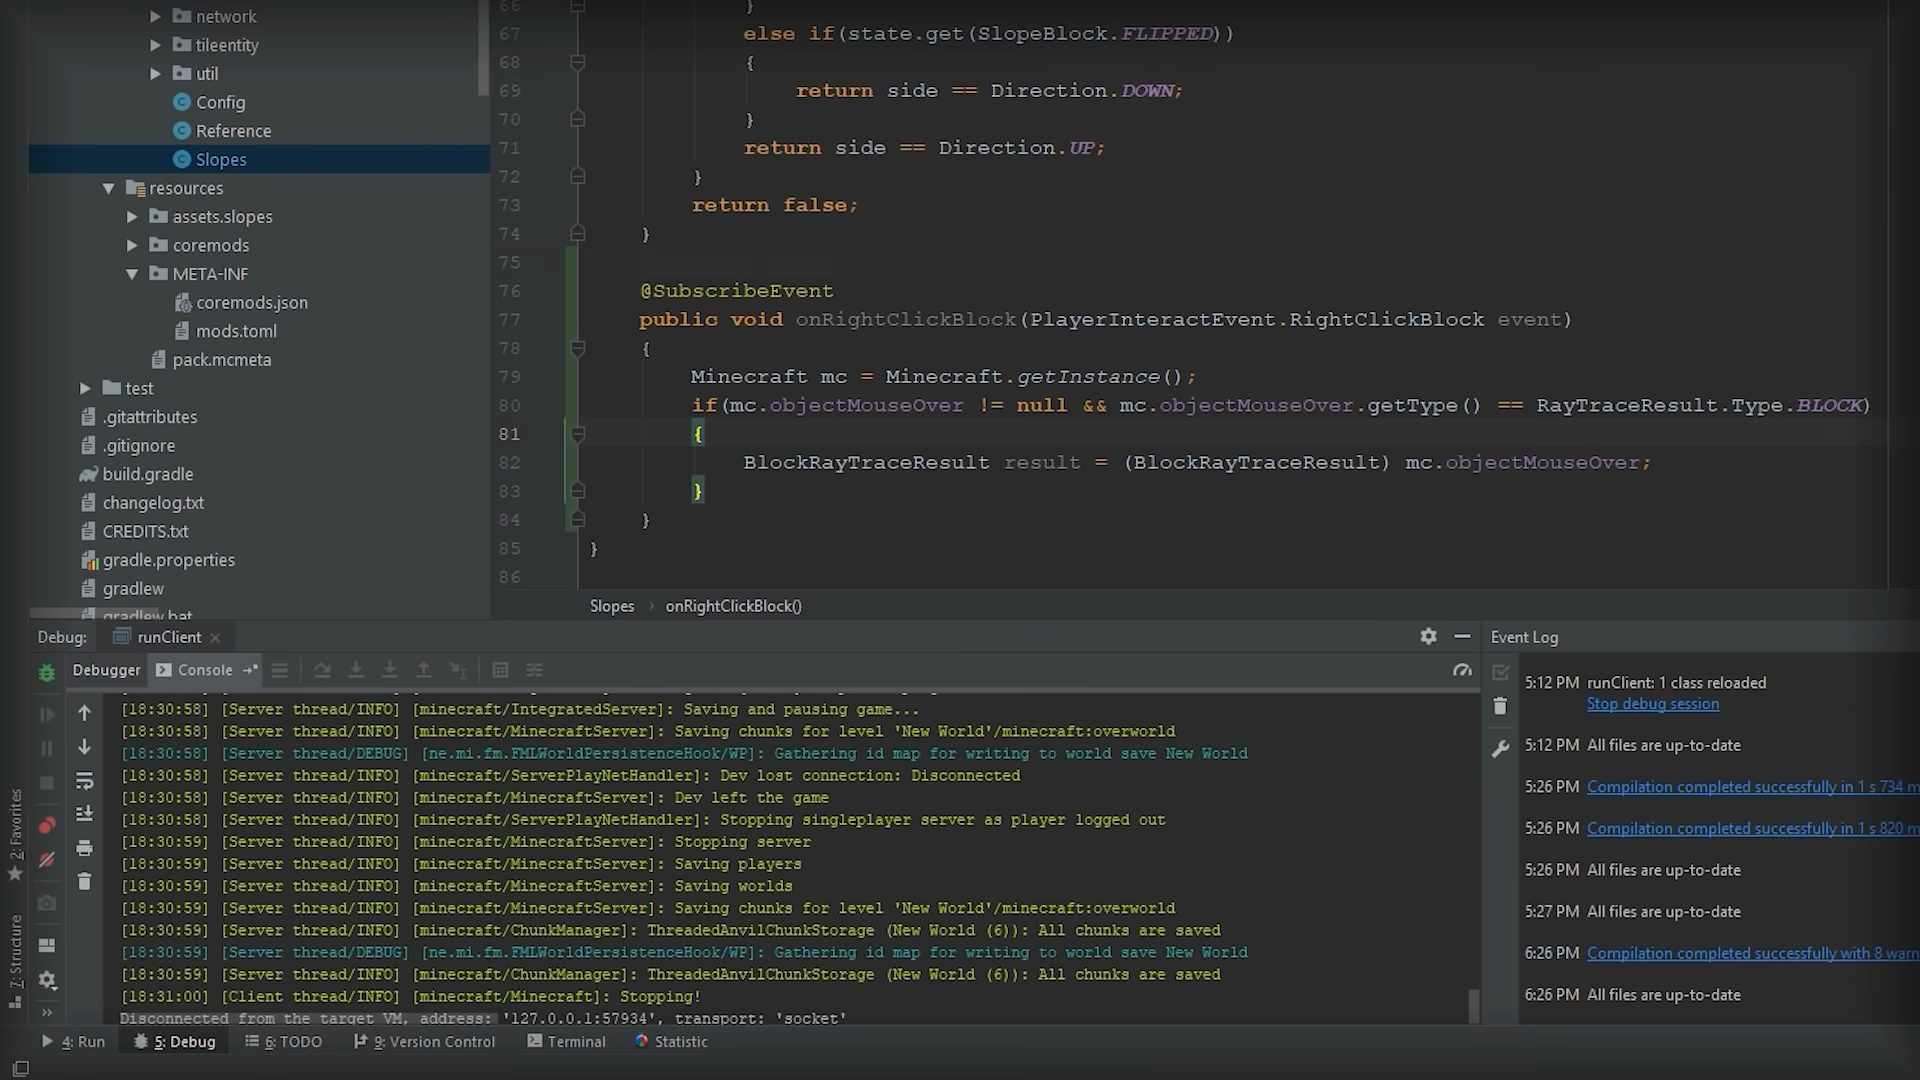 network
tileentity
util
Config
Reference
Slopes
resources
assets.slopes
coremods
META-INF
coremods.json
mods.toml
pack.mcmeta
test
.gitattributes
.gitignore
build.gradle
changelog.txt
CREDITS.txt
gradle.properties
gradlew
gradlew.bat
66 }
67 else if(state.get(SlopeBlock.FLIPPED))
68 {
69 return side == Direction.DOWN;
70 }
71 return side == Direction.UP;
72 }
73 return false;
74 }
75
76 @SubscribeEvent
77 public void onRightClickBlock(PlayerInteractEvent.RightClickBlock event)
78 {
79 Minecraft mc = Minecraft.getInstance();
80 if(mc.objectMouseOver != null && mc.objectMouseOver.getType() == RayTraceResult.Type.BLOCK)
81 {
82 BlockRayTraceResult result = (BlockRayTraceResult) mc.objectMouseOver;
83 }
84 }
85 }
86
Slopes › onRightClickBlock()
Debug: runClient ×
Debugger Console
[18:30:58] [Server thread/INFO] [minecraft/IntegratedServer]: Saving and pausing game...
[18:30:58] [Server thread/INFO] [minecraft/MinecraftServer]: Saving chunks for level 'New World'/minecraft:overworld
[18:30:58] [Server thread/DEBUG] [ne.mi.fm.FMLWorldPersistenceHook/WP]: Gathering id map for writing to world save New World
[18:30:58] [Server thread/INFO] [minecraft/ServerPlayNetHandler]: Dev lost connection: Disconnected
[18:30:58] [Server thread/INFO] [minecraft/MinecraftServer]: Dev left the game
[18:30:58] [Server thread/INFO] [minecraft/ServerPlayNetHandler]: Stopping singleplayer server as player logged out
[18:30:59] [Server thread/INFO] [minecraft/MinecraftServer]: Stopping server
[18:30:59] [Server thread/INFO] [minecraft/MinecraftServer]: Saving players
[18:30:59] [Server thread/INFO] [minecraft/MinecraftServer]: Saving worlds
[18:30:59] [Server thread/INFO] [minecraft/MinecraftServer]: Saving chunks for level 'New World'/minecraft:overworld
[18:30:59] [Server thread/INFO] [minecraft/ChunkManager]: ThreadedAnvilChunkStorage (New World (6)): All chunks are saved
[18:30:59] [Server thread/DEBUG] [ne.mi.fm.FMLWorldPersistenceHook/WP]: Gathering id map for writing to world save New World
[18:30:59] [Server thread/INFO] [minecraft/ChunkManager]: ThreadedAnvilChunkStorage (New World (6)): All chunks are saved
[18:31:00] [Client thread/INFO] [minecraft/Minecraft]: Stopping!
Disconnected from the target VM, address: '127.0.0.1:57934', transport: 'socket'
Event Log
5:12 PM runClient: 1 class reloaded
Stop debug session
5:12 PM All files are up-to-date
5:26 PM Compilation completed successfully in 1 s 734 m
5:26 PM Compilation completed successfully in 1 s 820 m
5:26 PM All files are up-to-date
5:27 PM All files are up-to-date
6:26 PM Compilation completed successfully with 8 warn
6:26 PM All files are up-to-date
2: Favorites
7: Structure
4: Run 5: Debug 6: TODO 9: Version Control Terminal Statistic